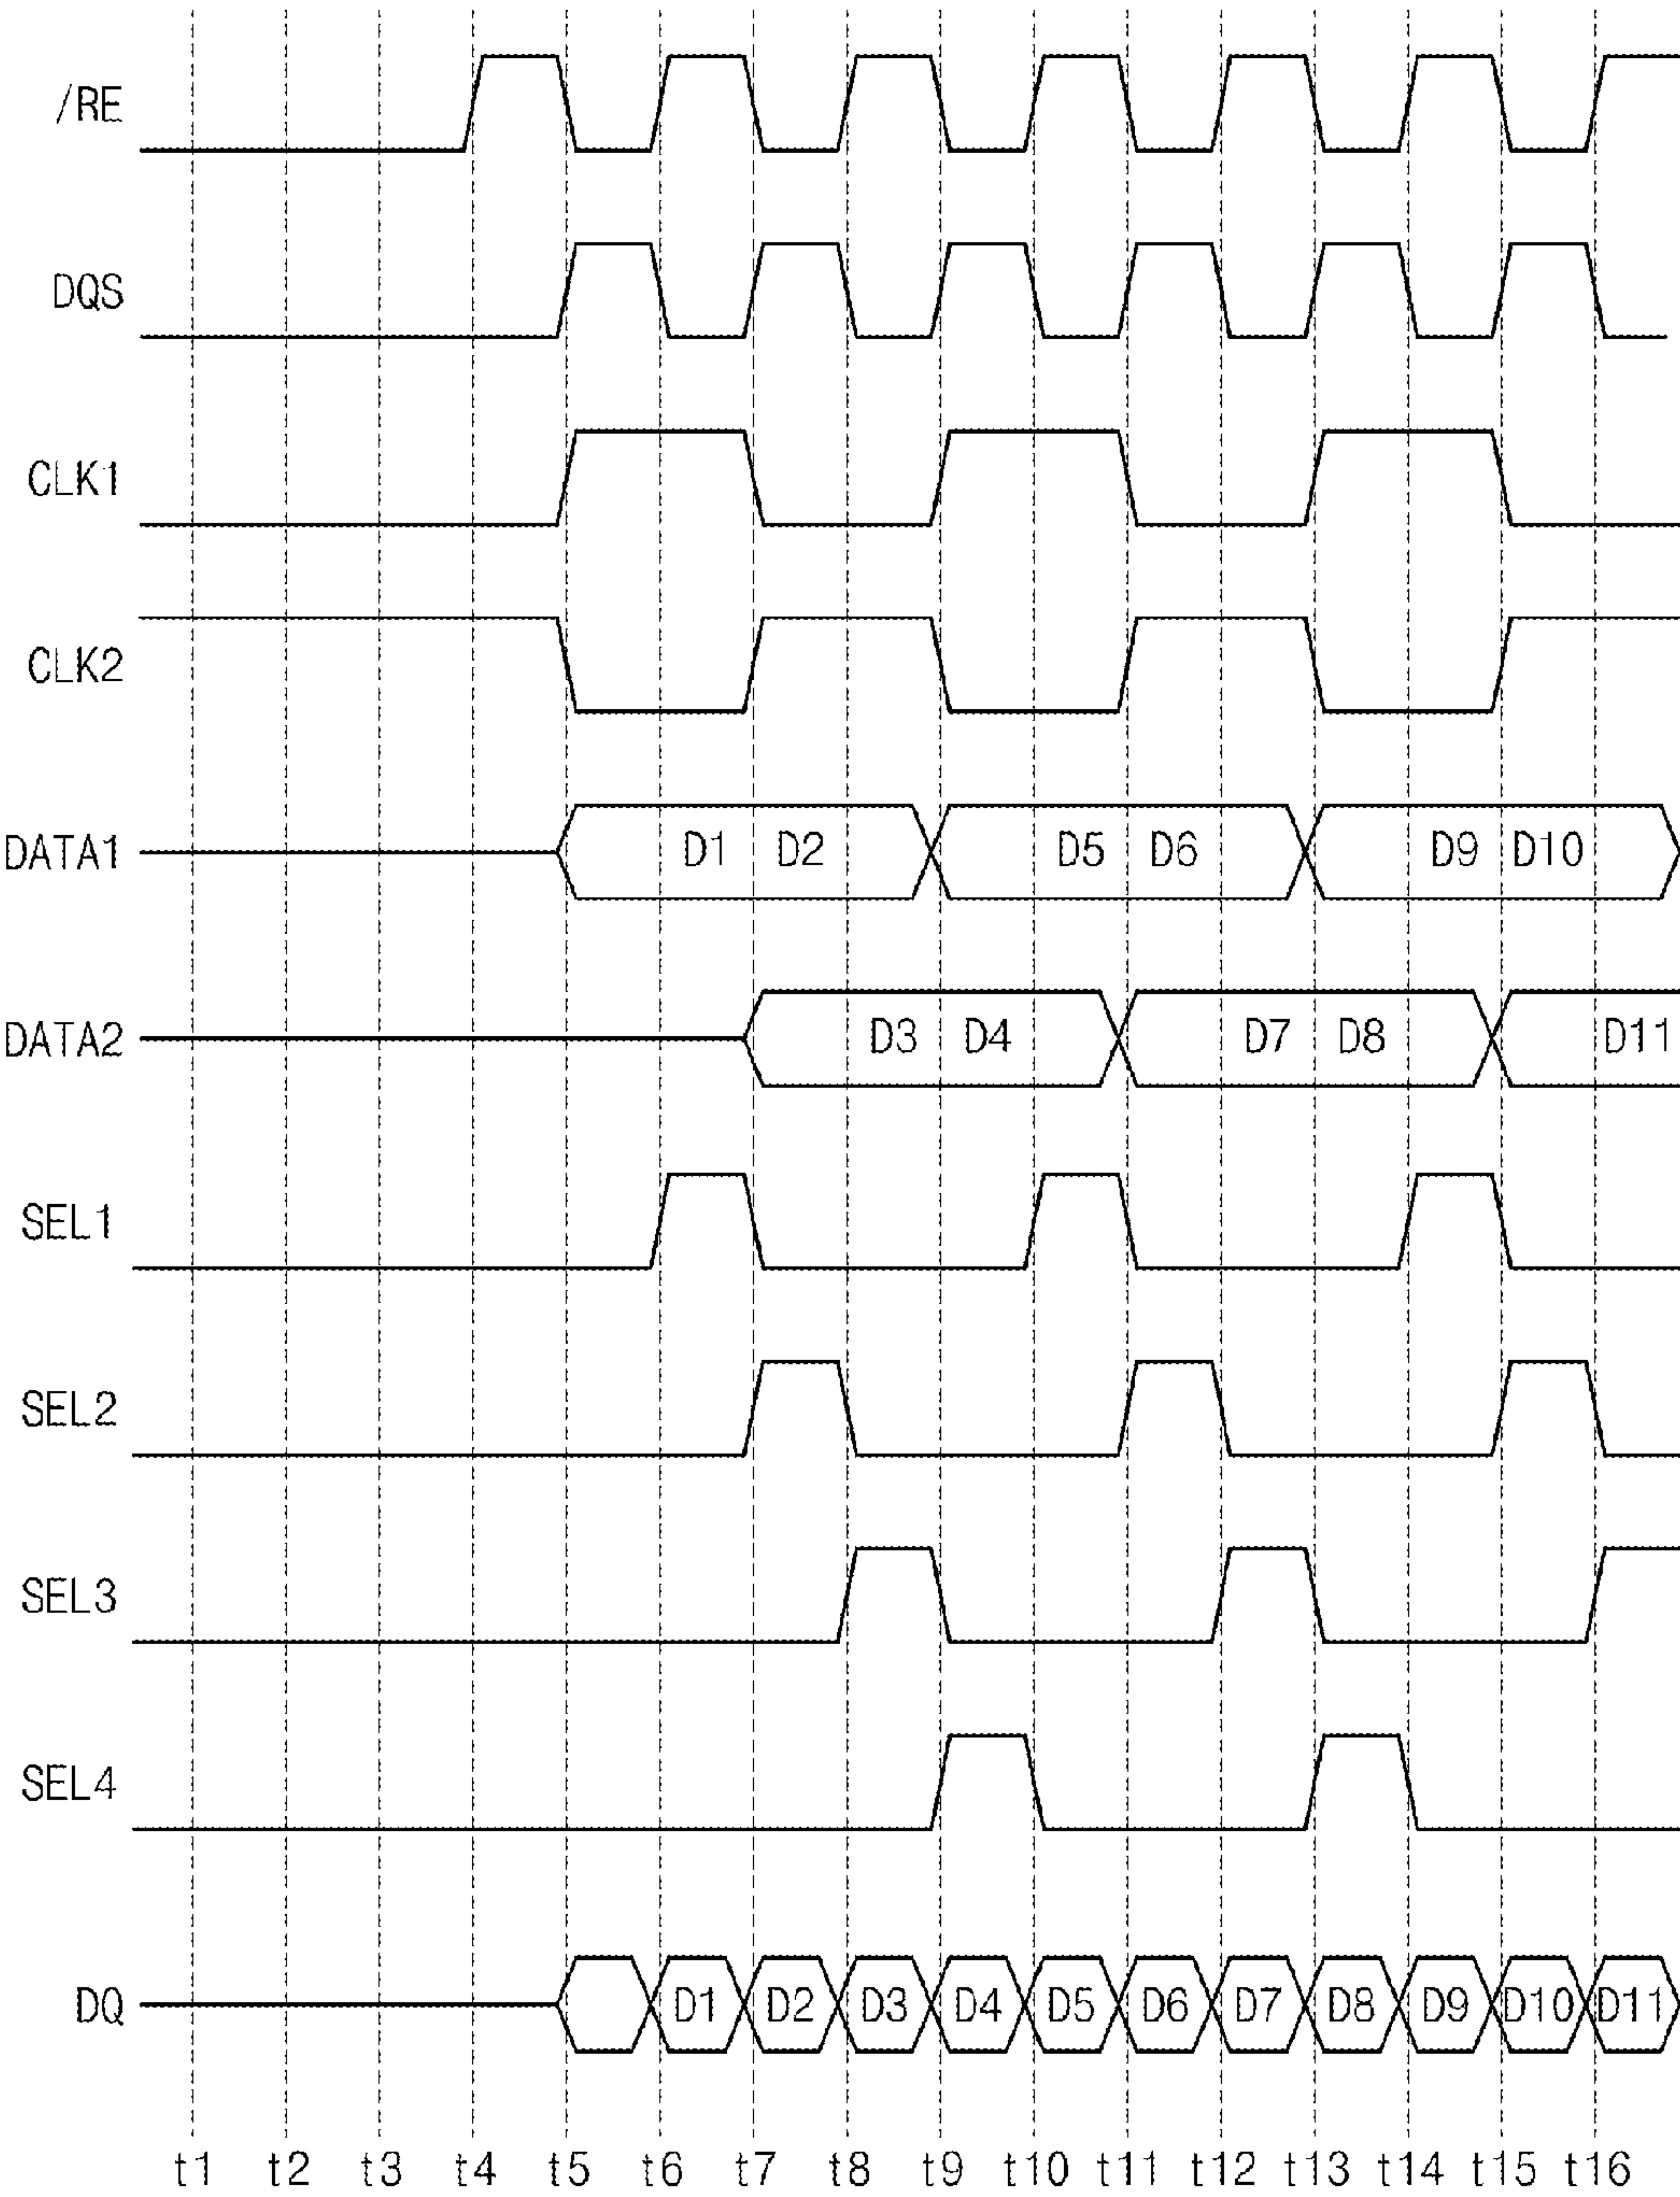 /RE
DQS
CLK1
CLK2
DATA1 D1 D2 D5 D6 D9 D10
DATA2 D3 D4 D7 D8 D11
SEL1
SEL2
SEL3
SEL4
DQ D1 D2 D3 D4 D5 D6 D7 D8 D9 D10 D11
t1 t2 t3 t4 t5 t6 t7 t8 t9 t10 t11 t12 t13 t14 t15 t16